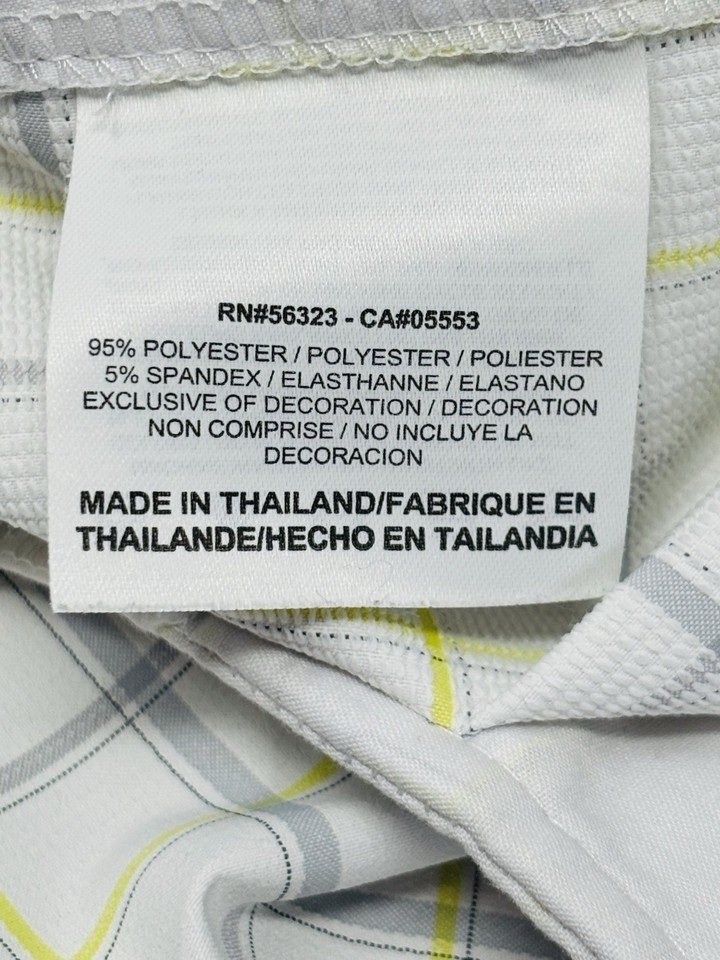 RN#56323 - CA#05553
95% POLYESTER / POLYESTER / POLIESTER
5% SPANDEX / ELASTHANNE / ELASTANO
EXCLUSIVE OF DECORATION / DECORATION
NON COMPRISE / NO INCLUYE LA
DECORACION
MADE IN THAILAND/FABRIQUE EN
THAILANDE/HECHO EN TAILANDIA